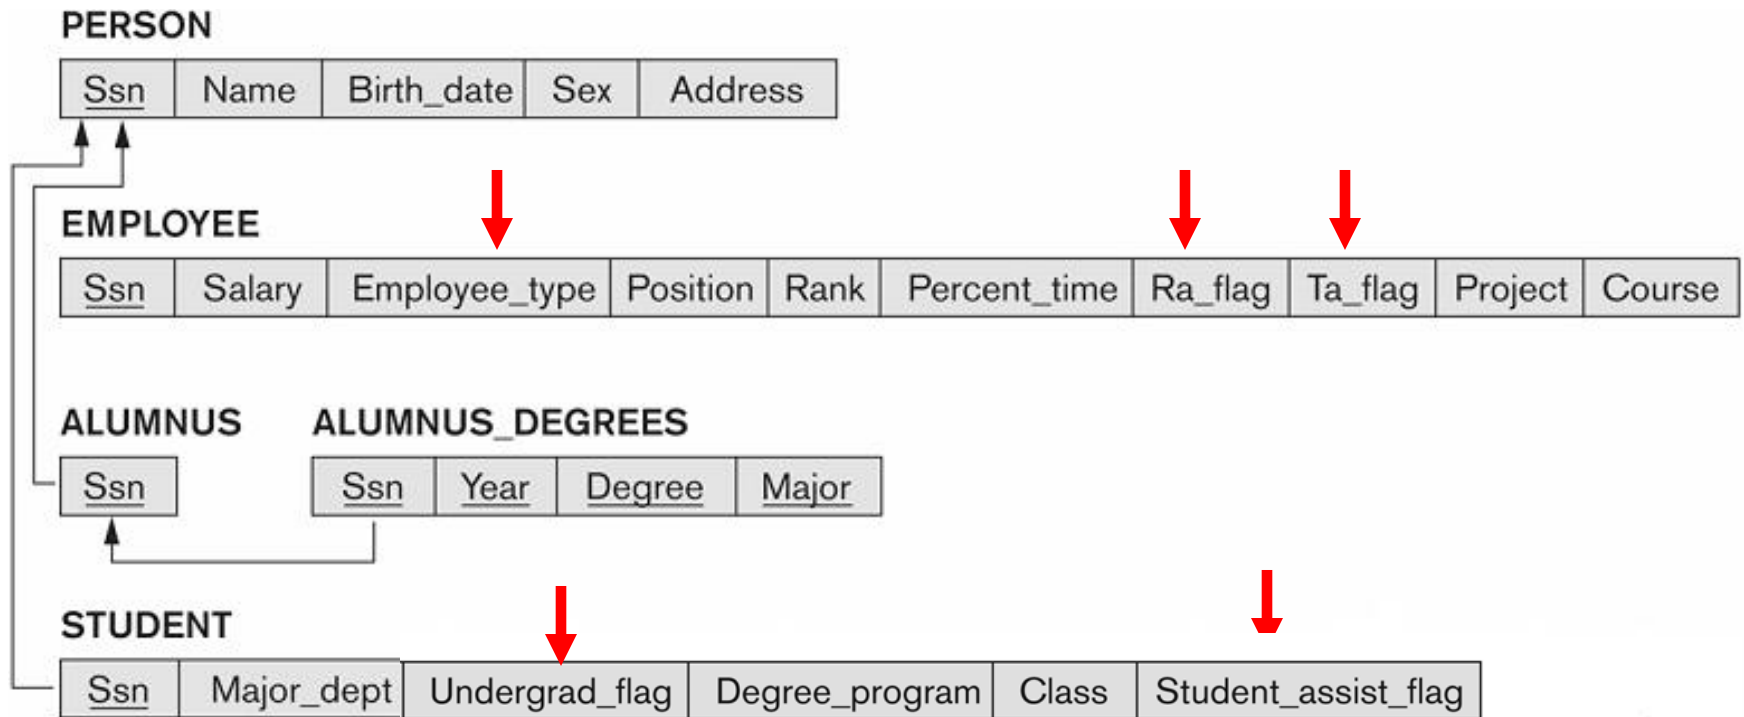 PERSON
Ssn Name Birth_date Sex Address
EMPLOYEE
Ssn Salary Employee_type Position Rank Percent_time Ra_flag Ta_flag Project Course
ALUMNUS ALUMNUS_DEGREES
Ssn Ssn Year Degree Major
STUDENT
Ssn Major_dept Undergrad_flag Degree_program Class Student_assist_flag